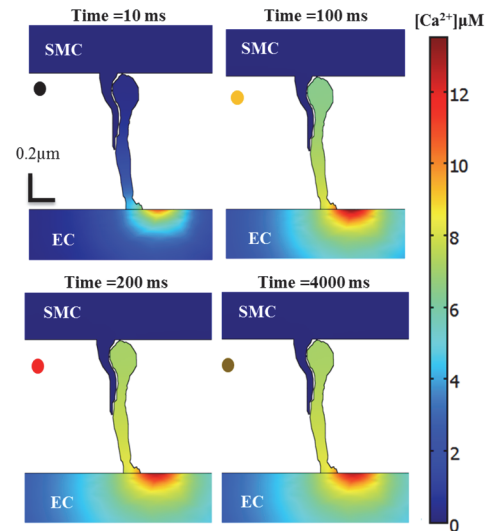 Time =10 ms
Time =100 ms
[Ca2+]μM
SMC
SMC
0.2μm
EC
EC
Time =200 ms
Time =4000 ms
SMC
SMC
EC
EC
12
10
8
6
4
2
0